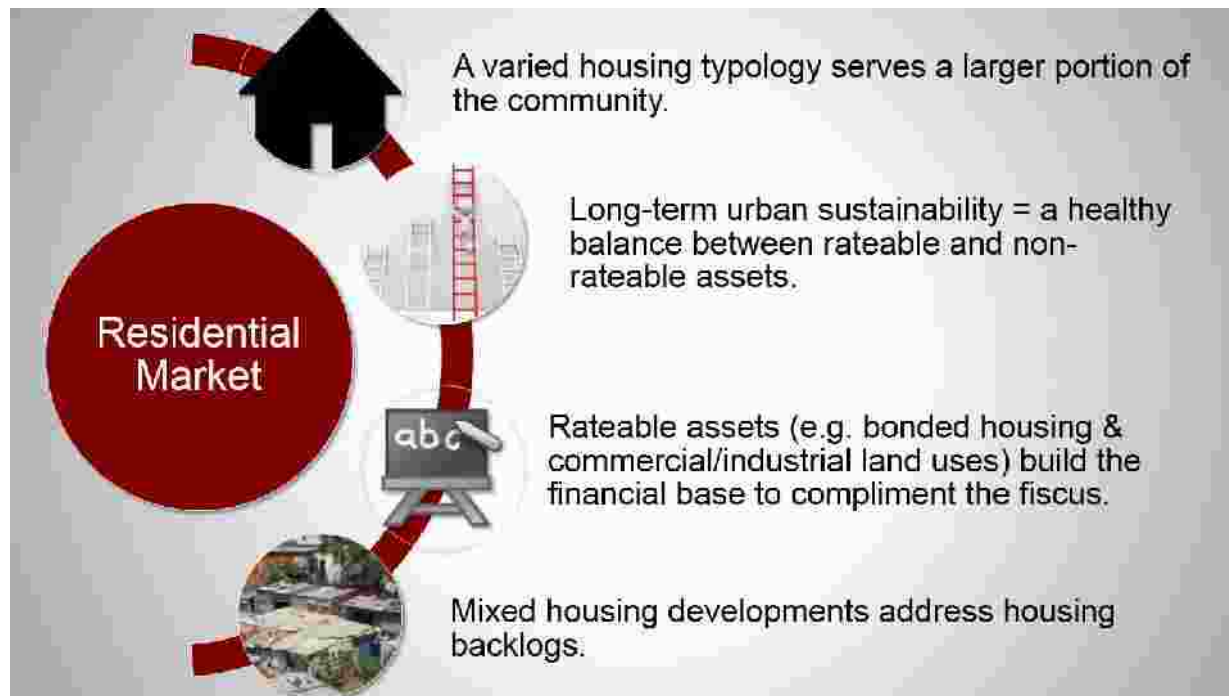 A varied housing typology serves a larger portion of
the community.
Long-term urban sustainability = a healthy
balance between rateable and non-
rateable assets.
Residential
Market
abc
Rateable assets (e.g. bonded housing &
commercial/industrial land uses) build the
financial base to compliment the fiscus.
Mixed housing developments address housing
backlogs.